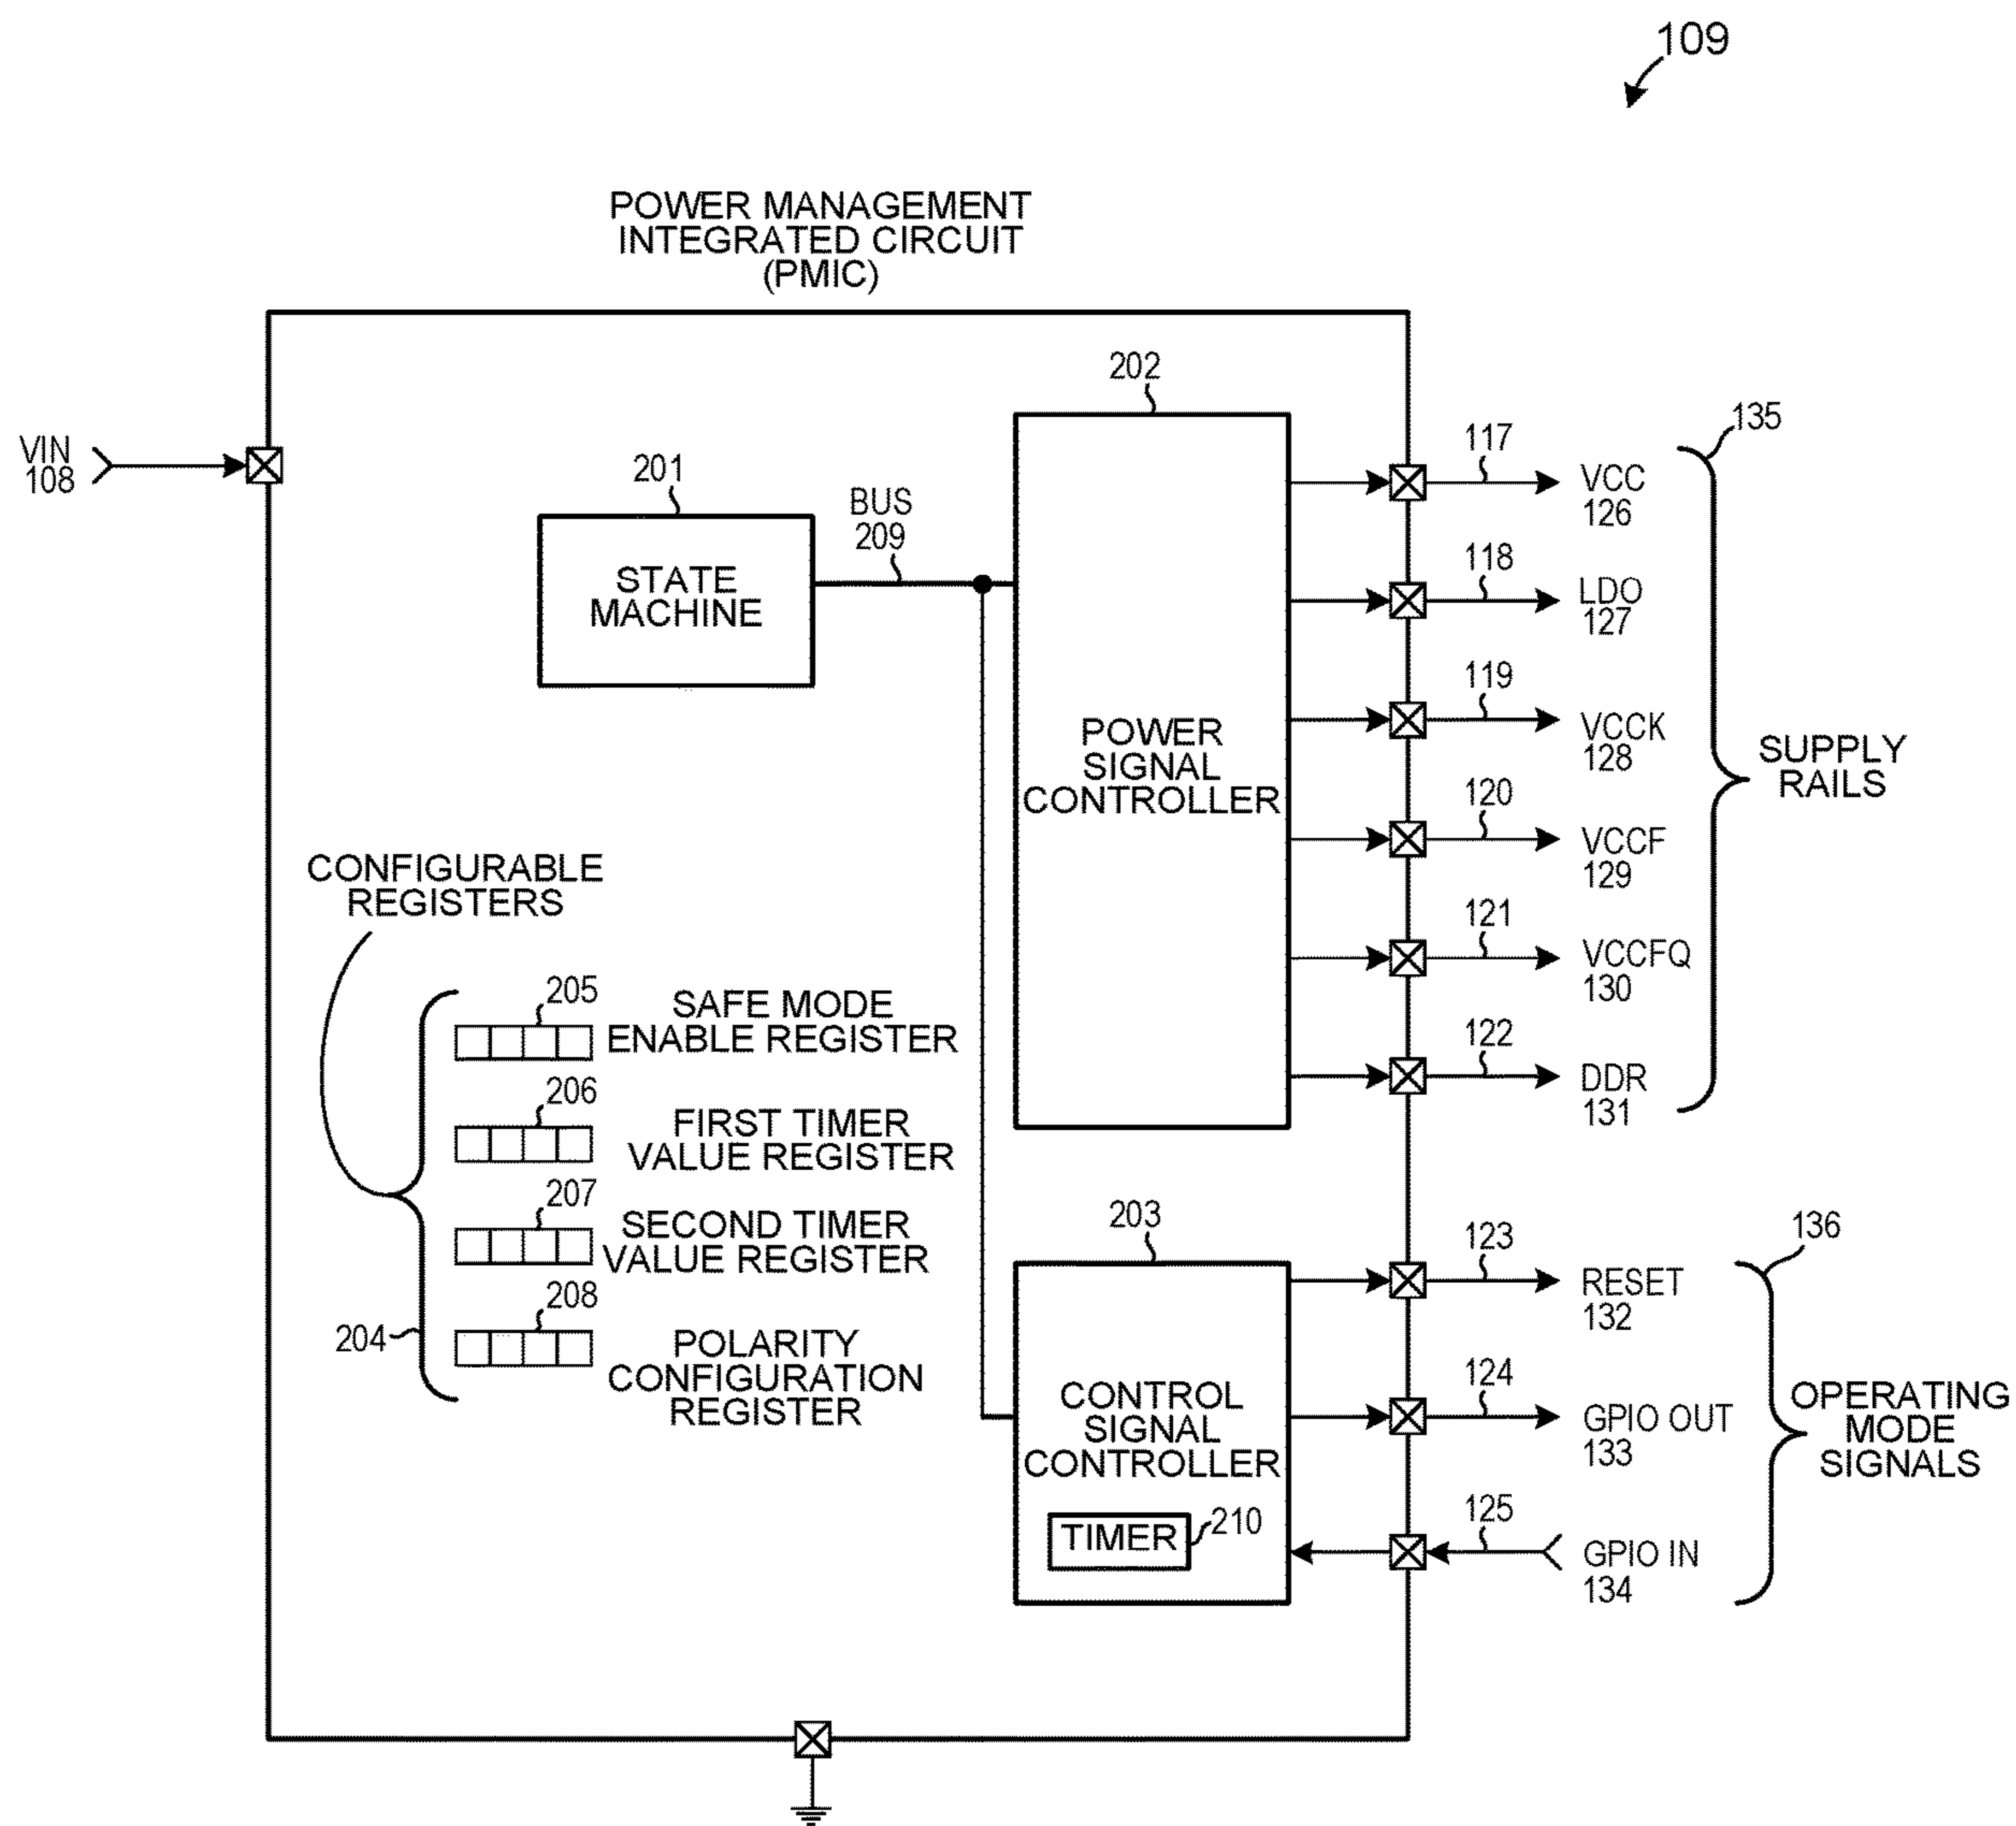 109
POWER MANAGEMENT
INTEGRATED CIRCUIT
(PMIC)
VIN
108
201
STATE
MACHINE
BUS
209
202
POWER
SIGNAL
CONTROLLER
117
VCC
126
118
LDO
127
119
VCCK
128
120
VCCF
129
121
VCCFQ
130
122
DDR
131
135
SUPPLY
RAILS
CONFIGURABLE
REGISTERS
204
205
SAFE MODE
ENABLE REGISTER
206
FIRST TIMER
VALUE REGISTER
207
SECOND TIMER
VALUE REGISTER
208
POLARITY
CONFIGURATION
REGISTER
203
CONTROL
SIGNAL
CONTROLLER
TIMER
210
123
RESET
132
124
GPIO OUT
133
125
GPIO IN
134
136
OPERATING
MODE
SIGNALS